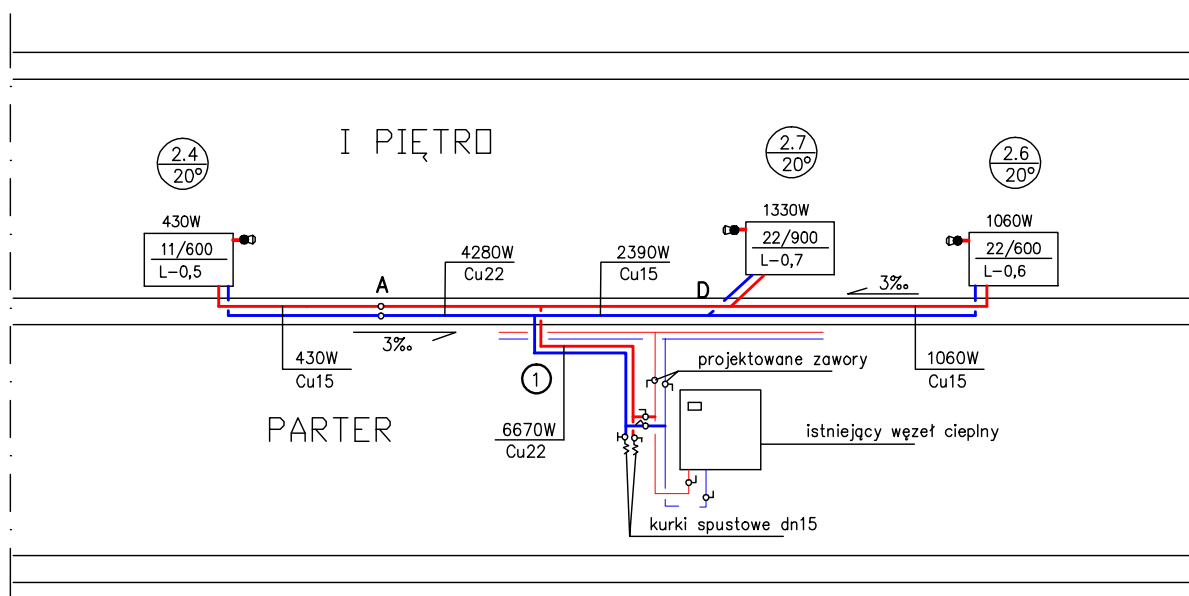 I PIĘTRO
2.4
20°
2.7
20°
2.6
20°
430W
11/600
L-0,5
1330W
22/900
L-0,7
1060W
22/600
L-0,6
4280W
Cu22
2390W
Cu15
A
D
3‰
3‰
430W
Cu15
1
6670W
Cu22
1060W
Cu15
projektowane zawory
PARTER
istniejący węzeł cieplny
kurki spustowe dn15